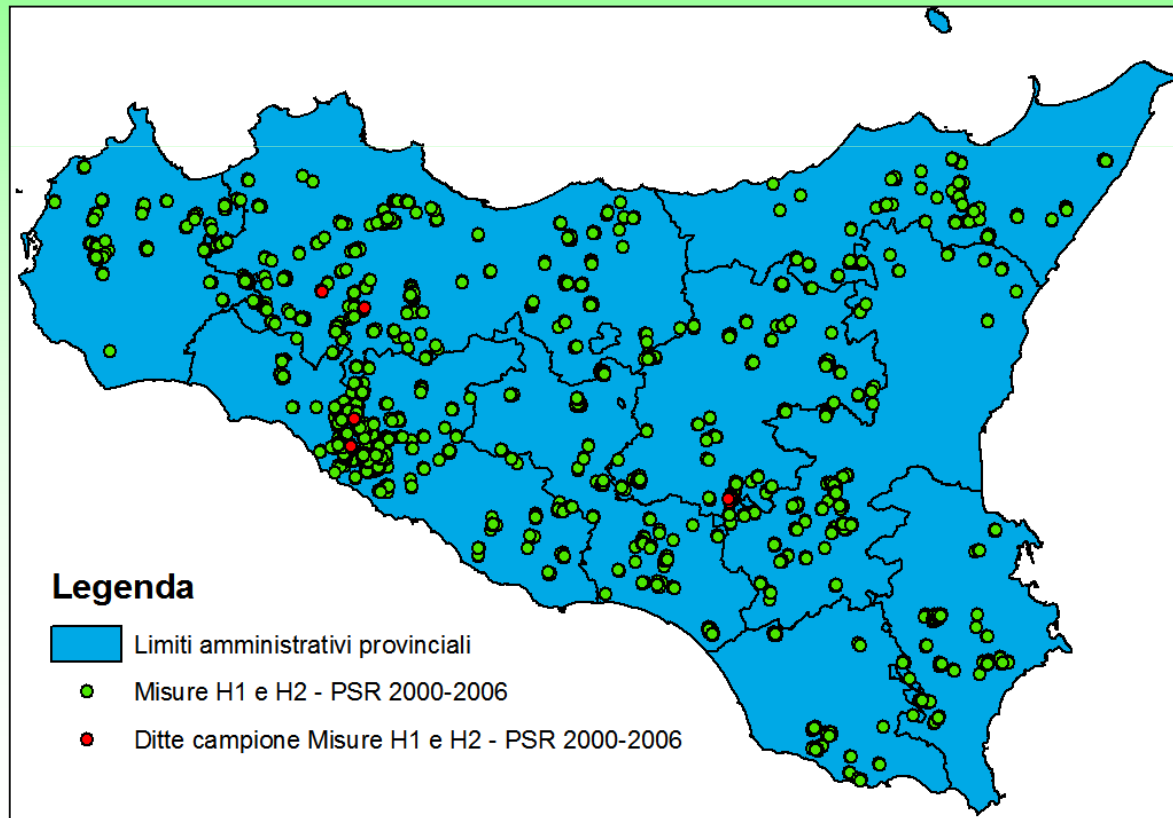 Legenda
Limiti amministrativi provinciali
Misure H1 e H2 - PSR 2000-2006
Ditte campione Misure H1 e H2 - PSR 2000-2006